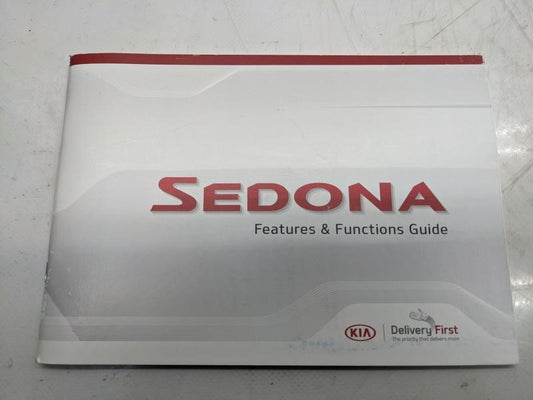 SEDONA
Features & Functions Guide
KIA
Delivery First
The priority that delivers more